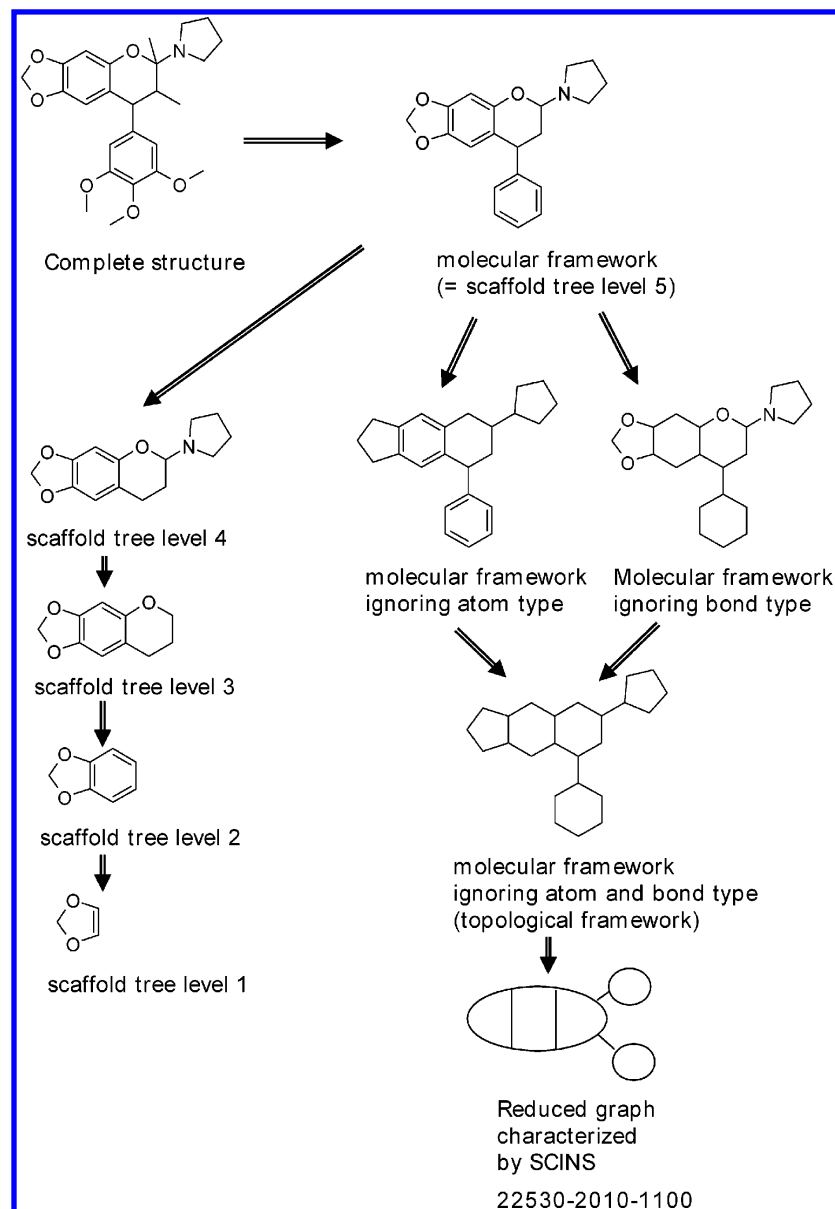 O
N
O
O
O
O
O
Complete structure
O
N
O
O
molecular framework
(= scaffold tree level 5)
O
N
O
O
scaffold tree level 4
molecular framework
ignoring atom type
O
N
O
O
Molecular framework
ignoring bond type
O
O
O
scaffold tree level 3
O
O
scaffold tree level 2
molecular framework
ignoring atom and bond type
(topological framework)
O
O
scaffold tree level 1
Reduced graph
characterized
by SCINS
22530-2010-1100